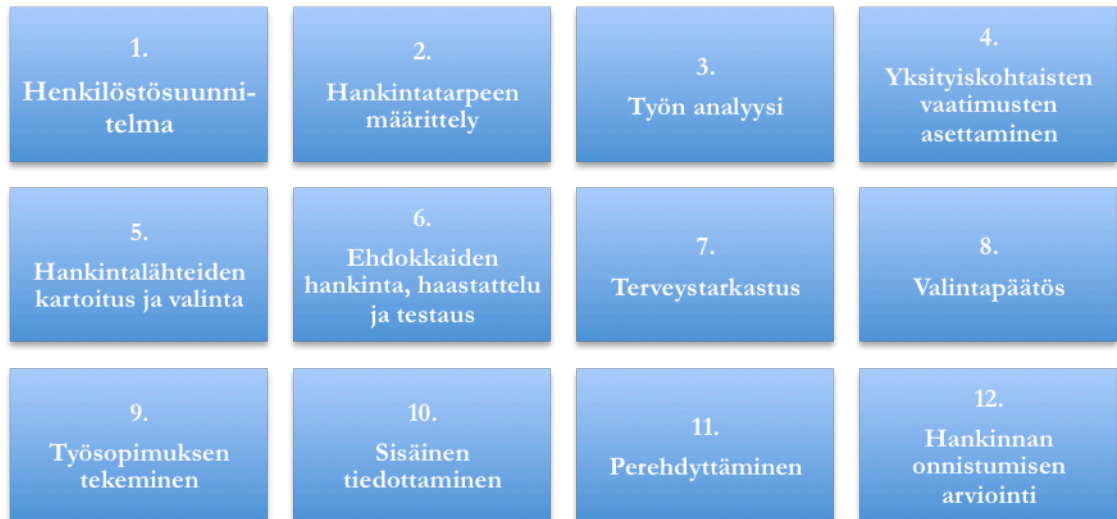 1.
Henkilöstösuunni-
telma
2.
Hankintatarpeen
määrittely
3.
Työn analyysi
4.
Yksityiskohtaisten
vaatimusten
asettaminen
5.
Hankintalähteiden
kartoitus ja valinta
6.
Ehdokkaiden
hankinta, haastattelu
ja testaus
7.
Terveystarkastus
8.
Valintapäätös
9.
Työsopimuksen
tekeminen
10.
Sisäinen
tiedottaminen
11.
Perehdyttäminen
12.
Hankinnan
onnistumisen
arviointi